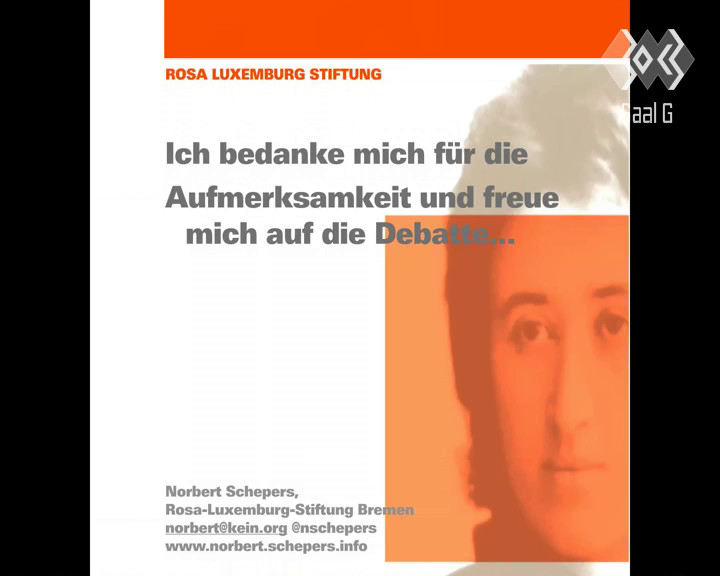 ROSA LUXEMBURG STIFTUNG
Ich bedanke mich für die
Aufmerksamkeit und freue
mich auf die Debatte...
Norbert Schepers,
Rosa-Luxemburg-Stiftung Bremen
norbert@kein.org @nschepers
www.norbert.schepers.info
Saal G